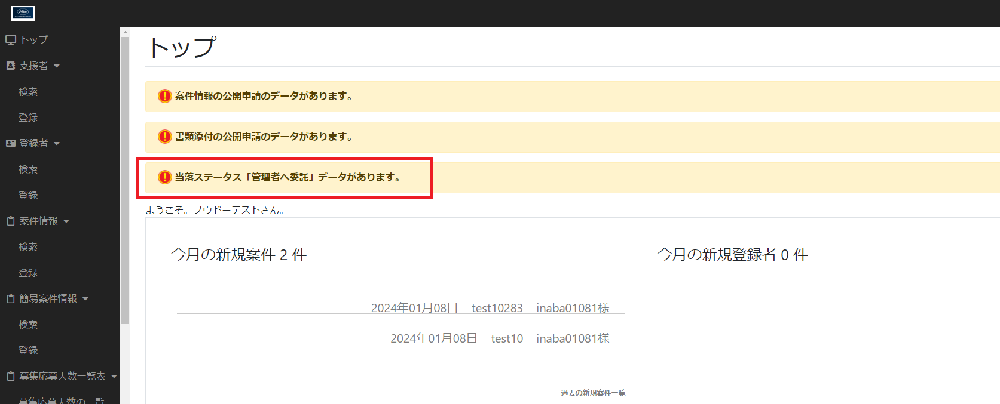 トップ
支援者
検索
登録
登録者
検索
登録
案件情報
検索
登録
簡易案件情報
検索
登録
募集応募人数一覧表
募集応募人数の一覧
トップ
案件情報の公開申請のデータがあります。
書類添付の公開申請のデータがあります。
当落ステータス「管理者へ委託」データがあります。
ようこそ。ノウドーテストさん。
今月の新規案件 2 件
2024年01月08日 test10283 inaba01081様
2024年01月08日 test10 inaba01081様
過去の新規案件一覧
今月の新規登録者 0 件